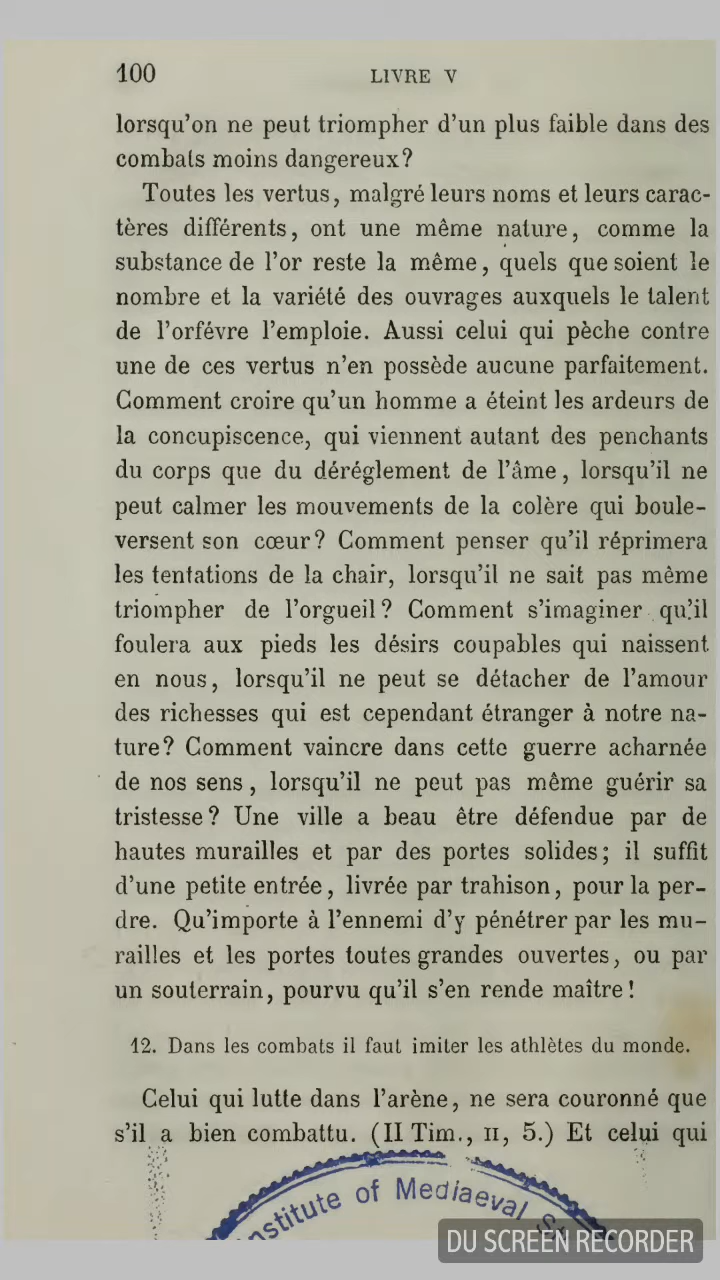 100
LIVRE V
lorsqu'on ne peut triompher d'un plus faible dans des
combats moins dangereux?
Toutes les vertus, malgré leurs noms et leurs carac-
tères différents, ont une même nature, comme la
substance de l'or reste la même, quels que soient le
nombre et la variété des ouvrages auxquels le talent
de l'orfévre l'emploie. Aussi celui qui pèche contre
une de ces vertus n'en possède aucune parfaitement.
Comment croire qu'un homme a éteint les ardeurs de
la concupiscence, qui viennent autant des penchants
du corps que du déréglement de l'âme, lorsqu'il ne
peut calmer les mouvements de la colère qui boule-
versent son cœur? Comment penser qu'il réprimera
les tentations de la chair, lorsqu'il ne sait pas même
triompher de l'orgueil? Comment s'imaginer qu'il
foulera aux pieds les désirs coupables qui naissent
en nous, lorsqu'il ne peut se détacher de l'amour
des richesses qui est cependant étranger à notre na-
ture? Comment vaincre dans cette guerre acharnée
de nos sens, lorsqu'il ne peut pas même guérir sa
tristesse? Une ville a beau être défendue par de
hautes murailles et par des portes solides; il suffit
d'une petite entrée, livrée par trahison, pour la per-
dre. Qu'importe à l'ennemi d'y pénétrer par les mu-
railles et les portes toutes grandes ouvertes, ou par
un souterrain, pourvu qu'il s'en rende maître!
12. Dans les combats il faut imiter les athlètes du monde.
Celui qui lutte dans l'arène, ne sera couronné que
s'il a bien combattu. (II Tim., II, 5.) Et celui qui
nstitute of Mediaeval
DU SCREEN RECORDER